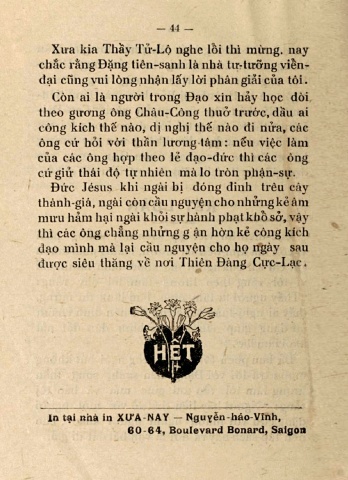 — 44 —
Xưa kia Thầy Tử-Lộ nghe lồi thì mừng, nay
chắc rằng Đặng tiên-sanh là nhà tư-tưởng viễn-
đại cũng vui lòng nhận lấy lời phân giải của tôi.
Còn ai là người trong Đạo xin hảy học đòi
theo gương ông Châu-Công thuở trước, dầu ai
công kích thế nào, dị nghị thế nào đi nửa, các
ông cứ hỏi với thần lương-tâm: nếu việc làm
của các ông hợp theo lẻ đạo-đức thì các ông
cứ giử thái độ tự nhiên mà lo tròn phận-sự.
Đức Jésus khi ngài bị đóng đinh trên cây
thánh-giá, ngài còn cầu nguyện cho những kẻ âm
mưu hảm hại ngài khỏi sự hành phạt khổ sở, vậy
thì các ông chẳng những g ận hờn kẻ công kích
đạo mình mà lại cầu nguyện cho họ ngày sau
được siêu thăng về nơi Thiên Đàng Cực-Lạc.
HẾT
In tại nhà in XƯA-NAY — Nguyễn-háo-Vĩnh,
60-64, Boulevard Bonard, Saigon